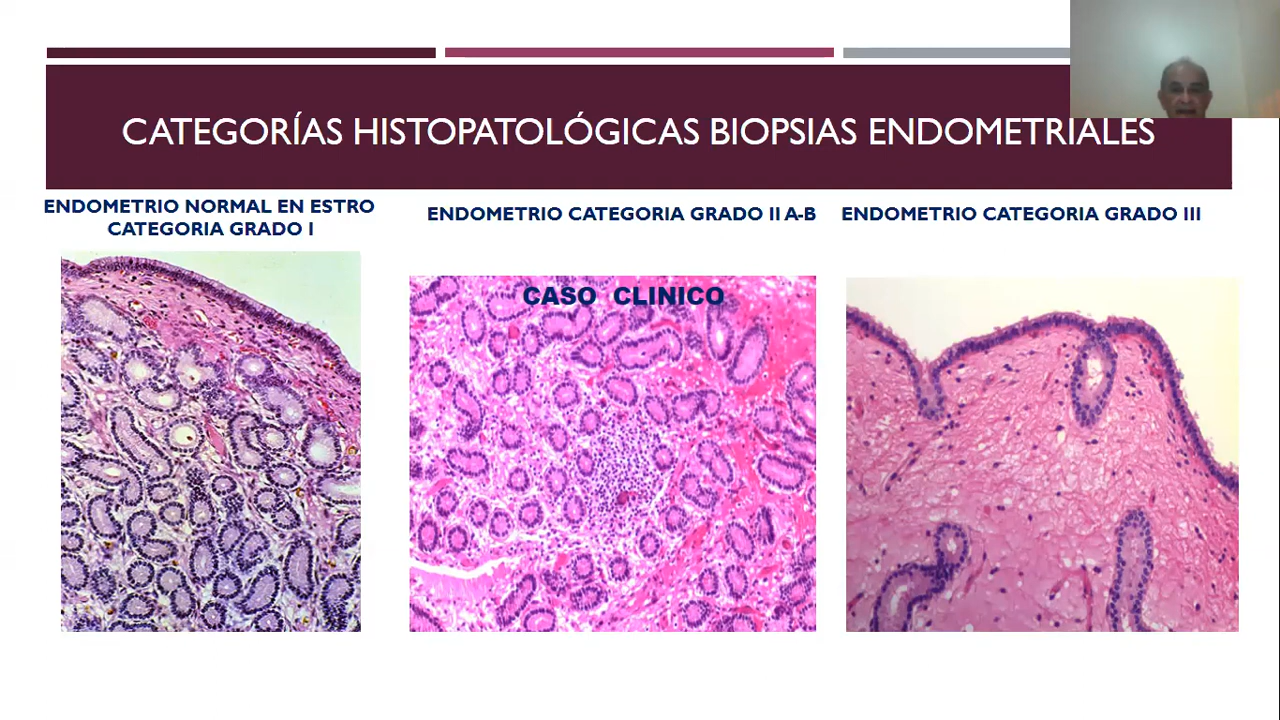 CATEGORÍAS HISTOPATOLÓGICAS BIOPSIAS ENDOMETRIALES
ENDOMETRIO NORMAL EN ESTRO
CATEGORIA GRADO I
ENDOMETRIO CATEGORIA GRADO II A-B
ENDOMETRIO CATEGORIA GRADO III
CASO CLINICO